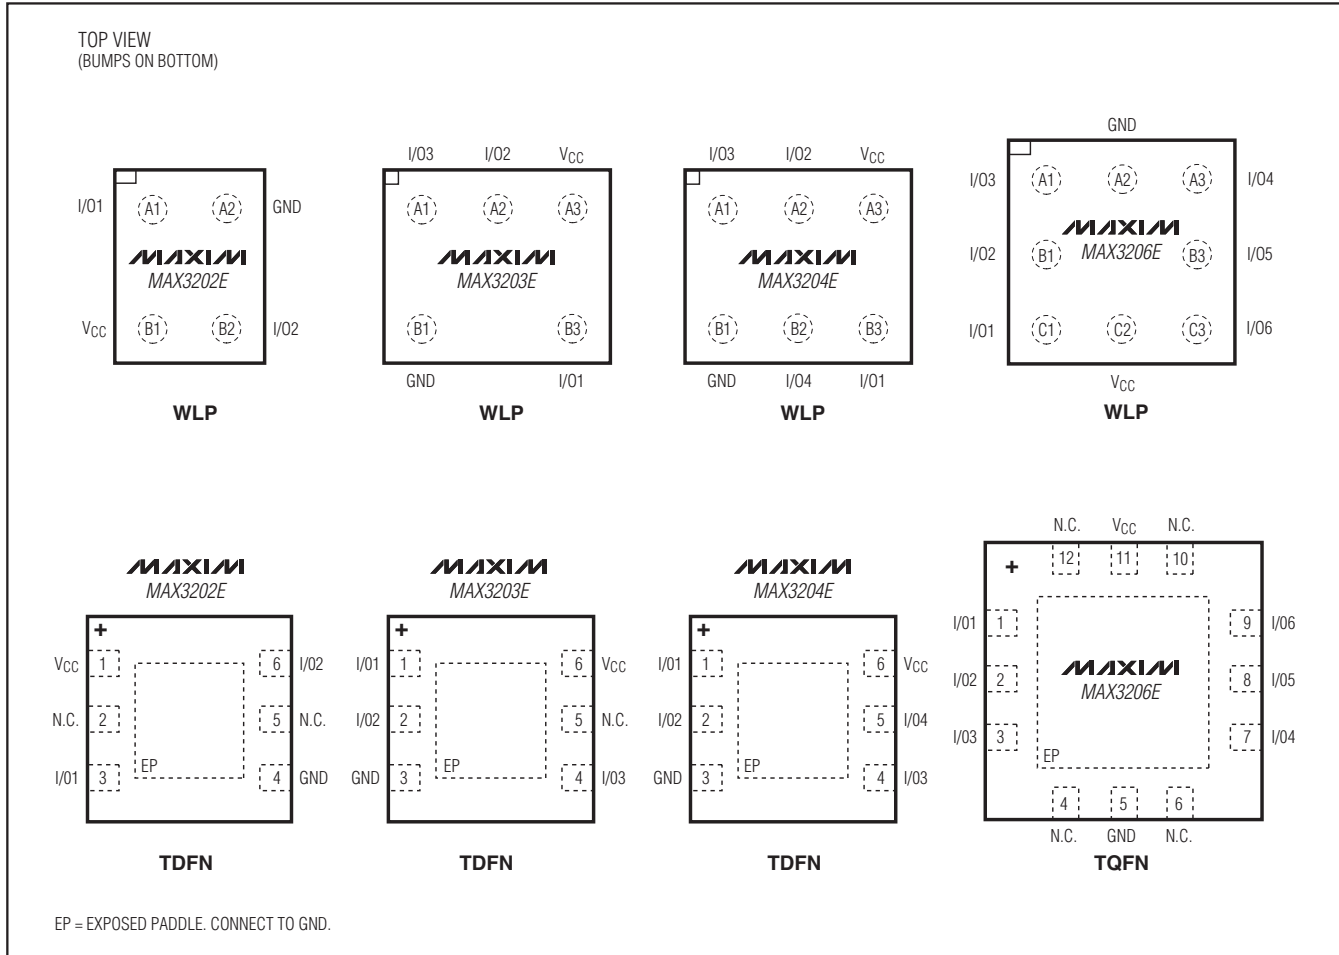 TOP VIEW
(BUMPS ON BOTTOM)
I/O1
A1
A2
GND
MAXIM
MAX3202E
VCC
B1
B2
I/O2
WLP
I/O3
I/O2
VCC
A1
A2
A3
MAXIM
MAX3203E
B1
B3
GND
I/O1
WLP
I/O3
I/O2
VCC
A1
A2
A3
MAXIM
MAX3204E
B1
B2
B3
GND
I/O4
I/O1
WLP
GND
I/O3
A1
A2
A3
I/O4
MAXIM
MAX3206E
I/O2
B1
B3
I/O5
I/O1
C1
C2
C3
I/O6
VCC
WLP
MAXIM
MAX3202E
+
VCC
1
6
I/O2
N.C.
2
5
N.C.
I/O1
3
EP
4
GND
TDFN
MAXIM
MAX3203E
+
I/O1
1
6
VCC
I/O2
2
5
N.C.
GND
3
EP
4
I/O3
TDFN
MAXIM
MAX3204E
+
I/O1
1
6
VCC
I/O2
2
5
I/O4
GND
3
EP
4
I/O3
TDFN
N.C.
VCC
N.C.
+
12
11
10
I/O1
1
9
I/O6
MAXIM
MAX3206E
I/O2
2
8
I/O5
I/O3
3
7
I/O4
EP
4
5
6
N.C.
GND
N.C.
TQFN
EP = EXPOSED PADDLE. CONNECT TO GND.